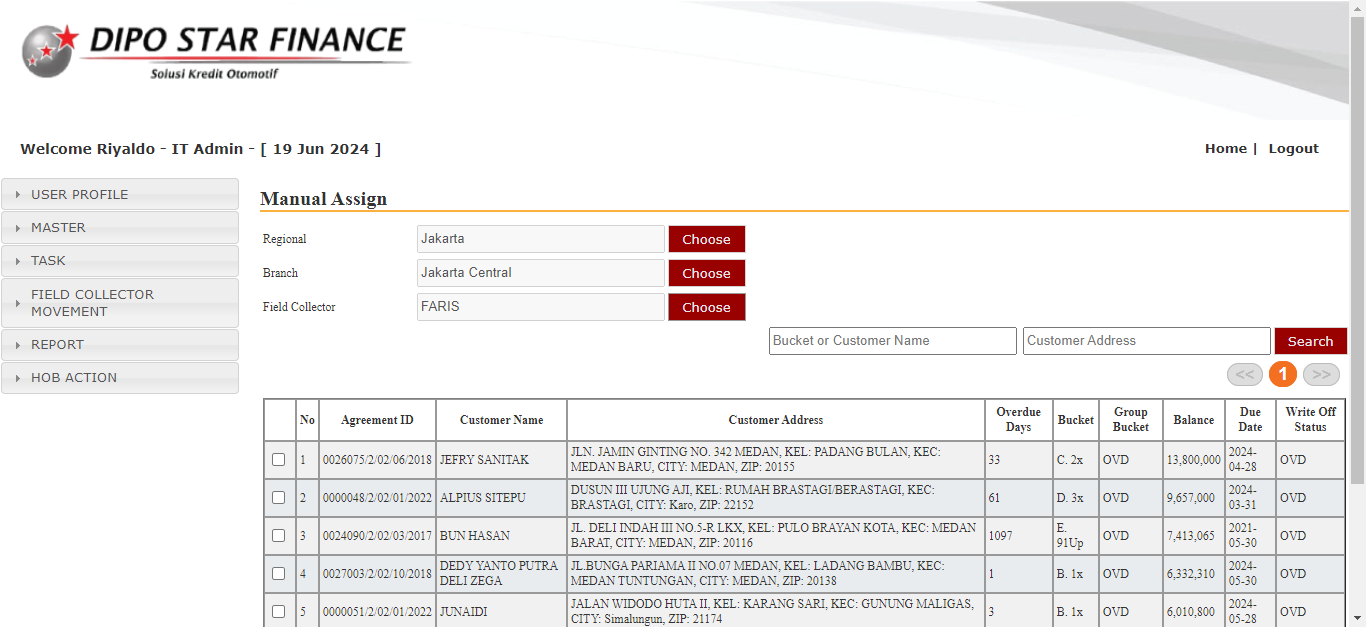 DIPO STAR FINANCE
Solusi Kredit Otomotif
Welcome Riyaldo - IT Admin - [ 19 Jun 2024 ]
Home | Logout
USER PROFILE
MASTER
TASK
FIELD COLLECTOR
MOVEMENT
REPORT
HOB ACTION
Manual Assign
Regional Jakarta Choose
Branch Jakarta Central Choose
Field Collector FARIS Choose
Bucket or Customer Name Customer Address Search
<< 1 >>
No Agreement ID Customer Name Customer Address Overdue Days Bucket Group Bucket Balance Due Date Write Off Status
1 0026075/2/02/06/2018 JEFRY SANITAK JLN. JAMIN GINTING NO. 342 MEDAN, KEL: PADANG BULAN, KEC: MEDAN BARU, CITY: MEDAN, ZIP: 20155 33 C. 2x OVD 13,800,000 2024-04-28 OVD
2 0000048/2/02/01/2022 ALPIUS SITEPU DUSUN III UJUNG AJI, KEL: RUMAH BRASTAGI/BERASTAGI, KEC: BRASTAGI, CITY: Karo, ZIP: 22152 61 D. 3x OVD 9,657,000 2024-03-31 OVD
3 0024090/2/02/03/2017 BUN HASAN JL. DELI INDAH III NO.5-R LKX, KEL: PULO BRAYAN KOTA, KEC: MEDAN BARAT, CITY: MEDAN, ZIP: 20116 1097 E. 91Up OVD 7,413,065 2021-05-30 OVD
4 0027003/2/02/10/2018 DEDY YANTO PUTRA DELI ZEGA JL.BUNGA PARIAMA II NO.07 MEDAN, KEL: LADANG BAMBU, KEC: MEDAN TUNTUNGAN, CITY: MEDAN, ZIP: 20138 1 B. 1x OVD 6,332,310 2024-05-30 OVD
5 0000051/2/02/01/2022 JUNAIDI JALAN WIDODO HUTA II, KEL: KARANG SARI, KEC: GUNUNG MALIGAS, CITY: Simalungun, ZIP: 21174 3 B. 1x OVD 6,010,800 2024-05-28 OVD